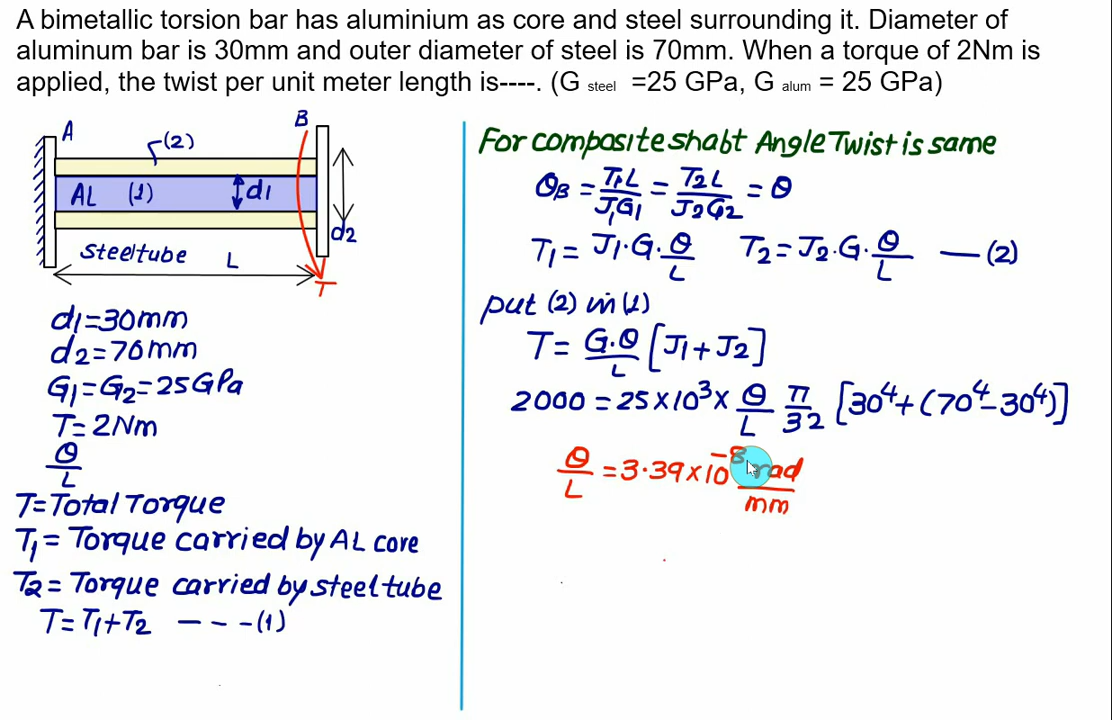 A bimetallic torsion bar has aluminium as core and steel surrounding it. Diameter of
aluminum bar is 30mm and outer diameter of steel is 70mm. When a torque of 2Nm is
applied, the twist per unit meter length is----. (G steel =25 GPa, G alum = 25 GPa)
A
B
(2)
AL (1) d1
d2
Steel tube L
T
d1=30mm
d2=70mm
G1=G2=25GPa
T=2Nm
θ/L
T=Total Torque
T1= Torque carried by AL core
T2= Torque carried by steel tube
T=T1+T2 ---(1)
For composite shabt Angle Twist is same
θB = T1L/J1G1 = T2L/J2G2 = θ
T1= J1·G·θ/L T2=J2·G·θ/L —(2)
put (2) in (1)
T= G·θ/L [J1+J2]
2000 = 25×10³× θ/L π/32 [30⁴+(70⁴-30⁴)]
θ/L =3.39×10⁻⁸ rad/mm